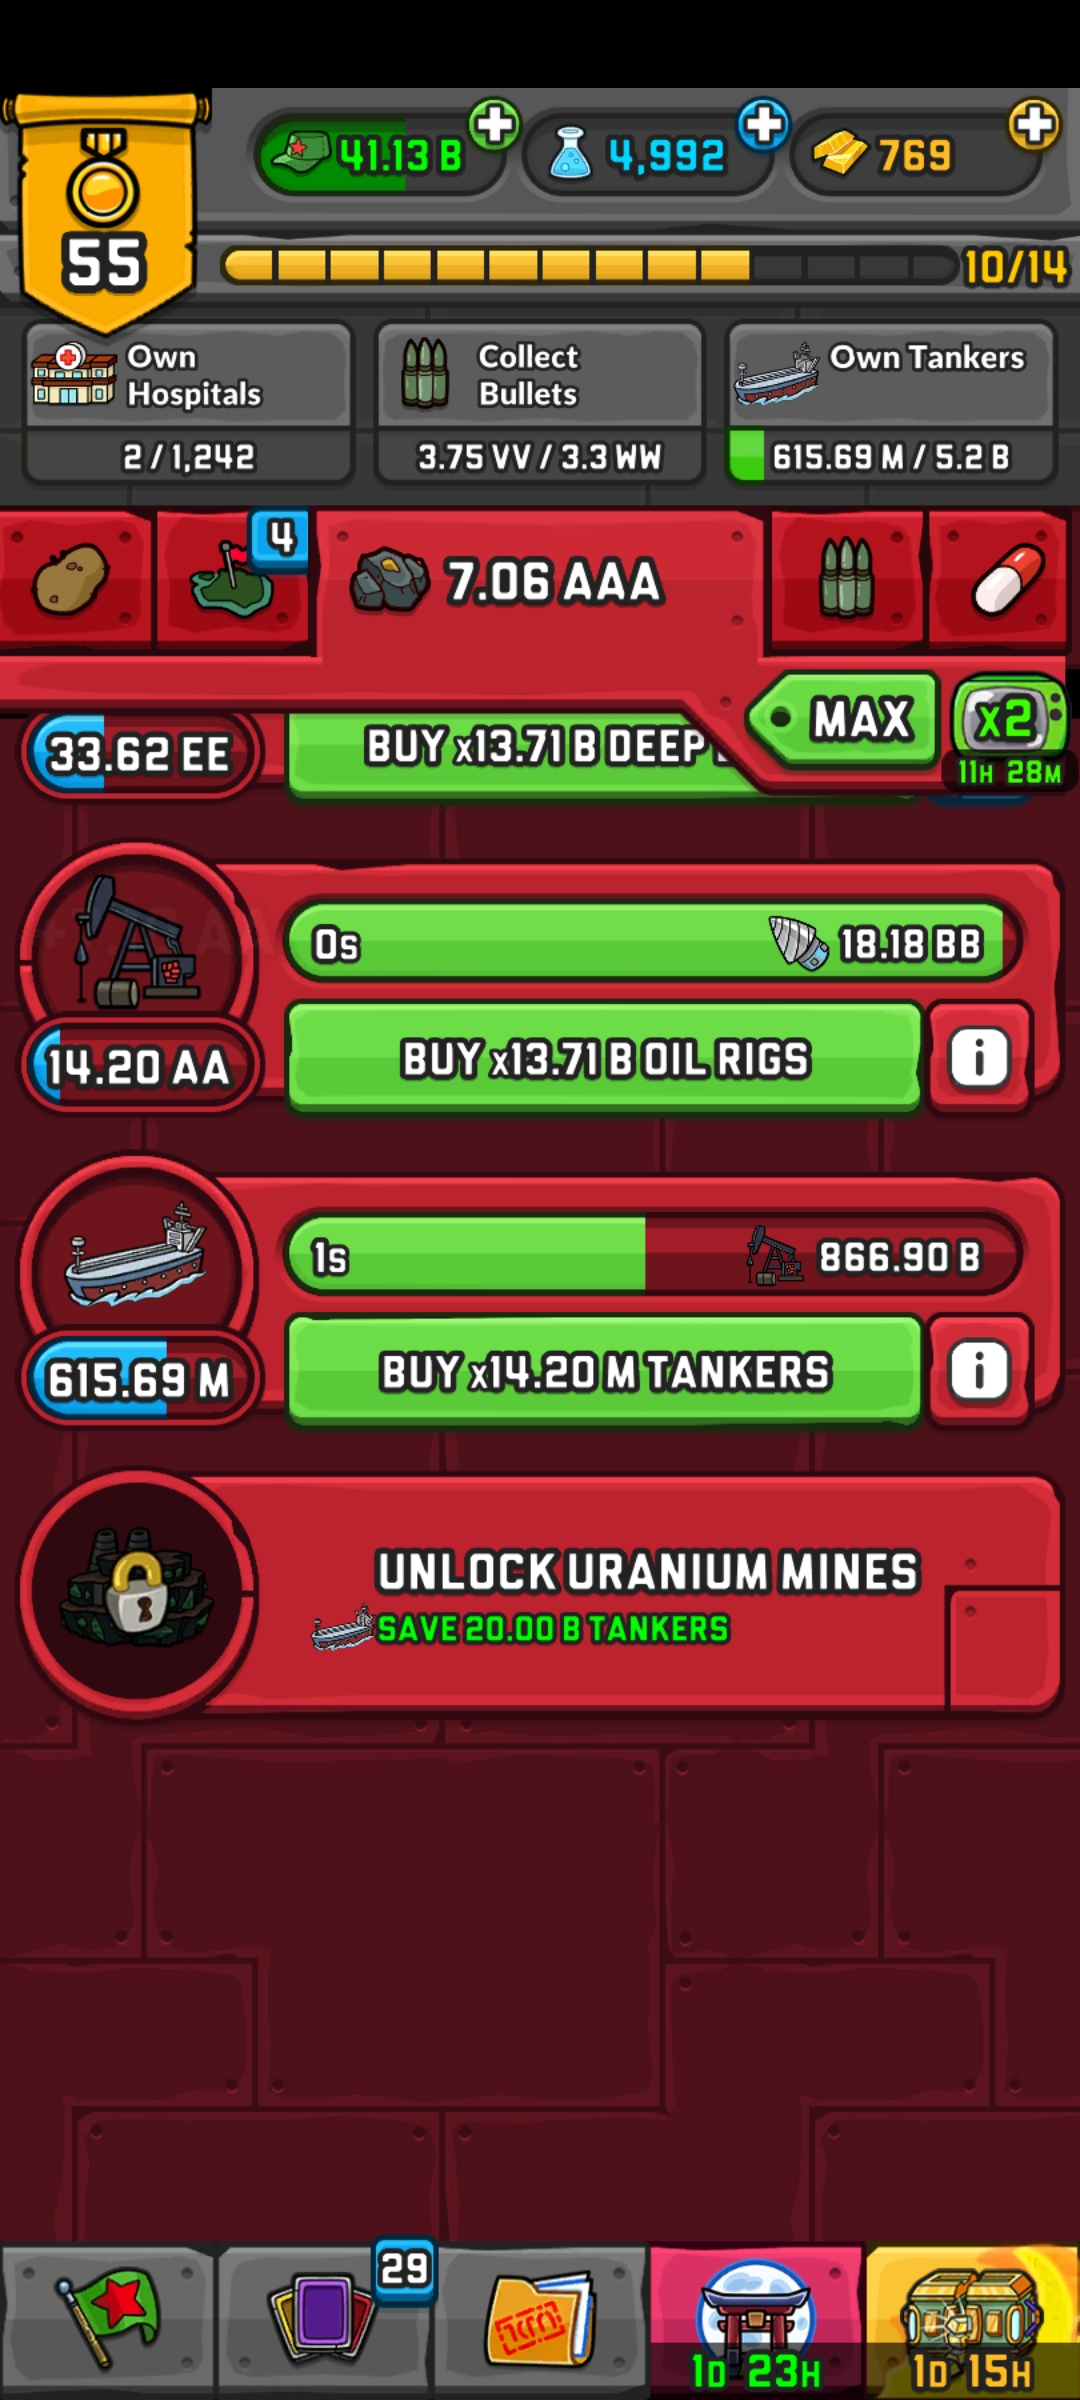 41.13 B
4,992
769
55
10/14
Own
Hospitals
2 / 1,242
Collect
Bullets
3.75 VV / 3.3 WW
Own Tankers
615.69 M / 5.2 B
4
7.06 AAA
MAX
x2
11H 28M
33.62 EE
BUY x13.71 B DEEP
0s
18.18 BB
14.20 AA
BUY x13.71 B OIL RIGS
i
1s
866.90 B
615.69 M
BUY x14.20 M TANKERS
i
UNLOCK URANIUM MINES
SAVE 20.00 B TANKERS
29
1D 23H
1D 15H